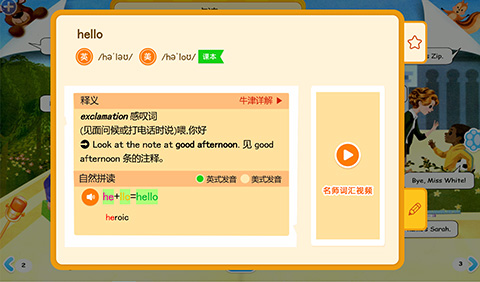 hello
英 /həˈləʊ/ 美 /həˈloʊ/ 课本
释义 牛津详解 ▶
exclamation 感叹词
(见面问候或打电话时说)喂,你好
➲ Look at the note at good afternoon. 见 good
afternoon 条的注释。
自然拼读 英式发音 美式发音
he+llo=hello
heroic
名师词汇视频
Zip.
Bye, Miss White!
Sarah.
2
3